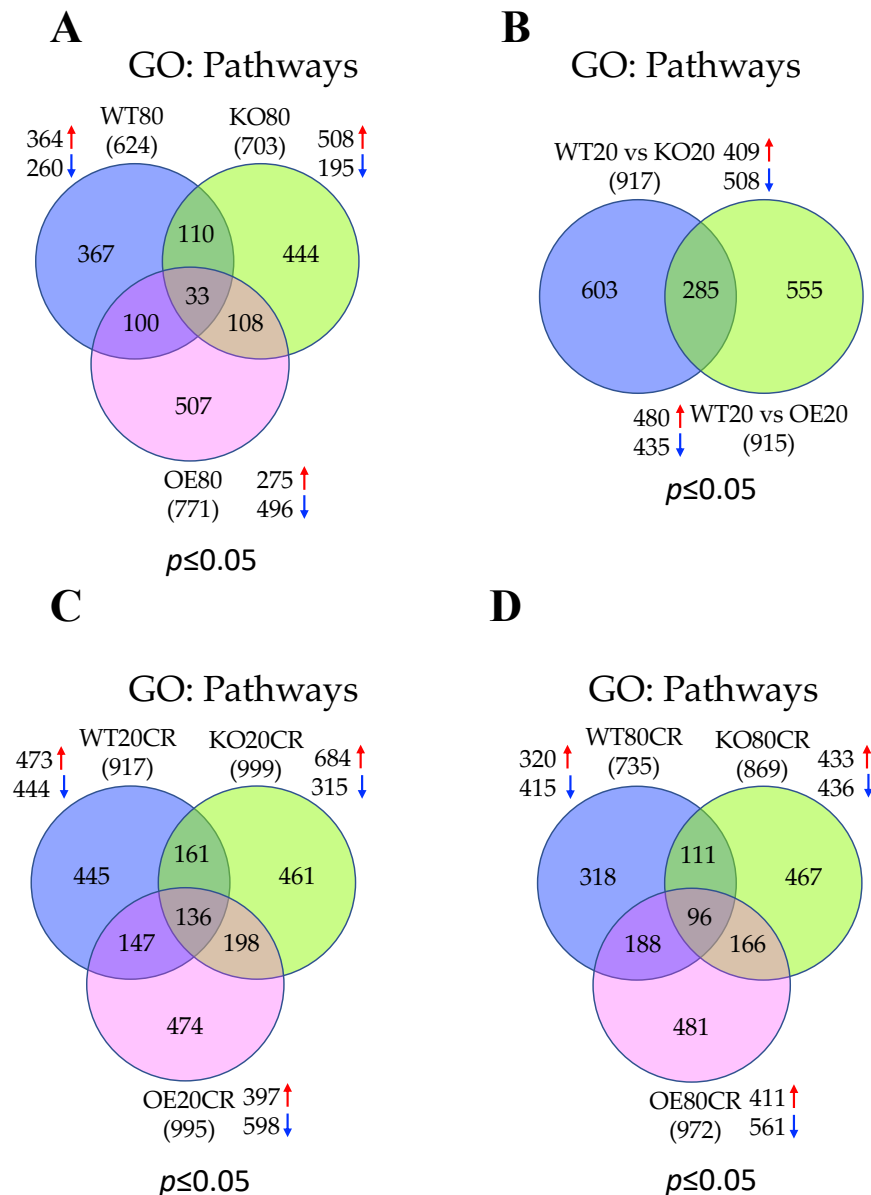 A
GO: Pathways
WT80
(624)
364
260
KO80
(703)
508
195
367
110
444
33
100
108
507
OE80
(771)
275
496
p≤0.05
B
GO: Pathways
WT20 vs KO20
(917)
409
508
603
285
555
480
435
WT20 vs OE20
(915)
p≤0.05
C
GO: Pathways
WT20CR
(917)
473
444
KO20CR
(999)
684
315
445
161
461
136
147
198
474
OE20CR
(995)
397
598
p≤0.05
D
GO: Pathways
WT80CR
(735)
320
415
KO80CR
(869)
433
436
318
111
467
96
188
166
481
OE80CR
(972)
411
561
p≤0.05